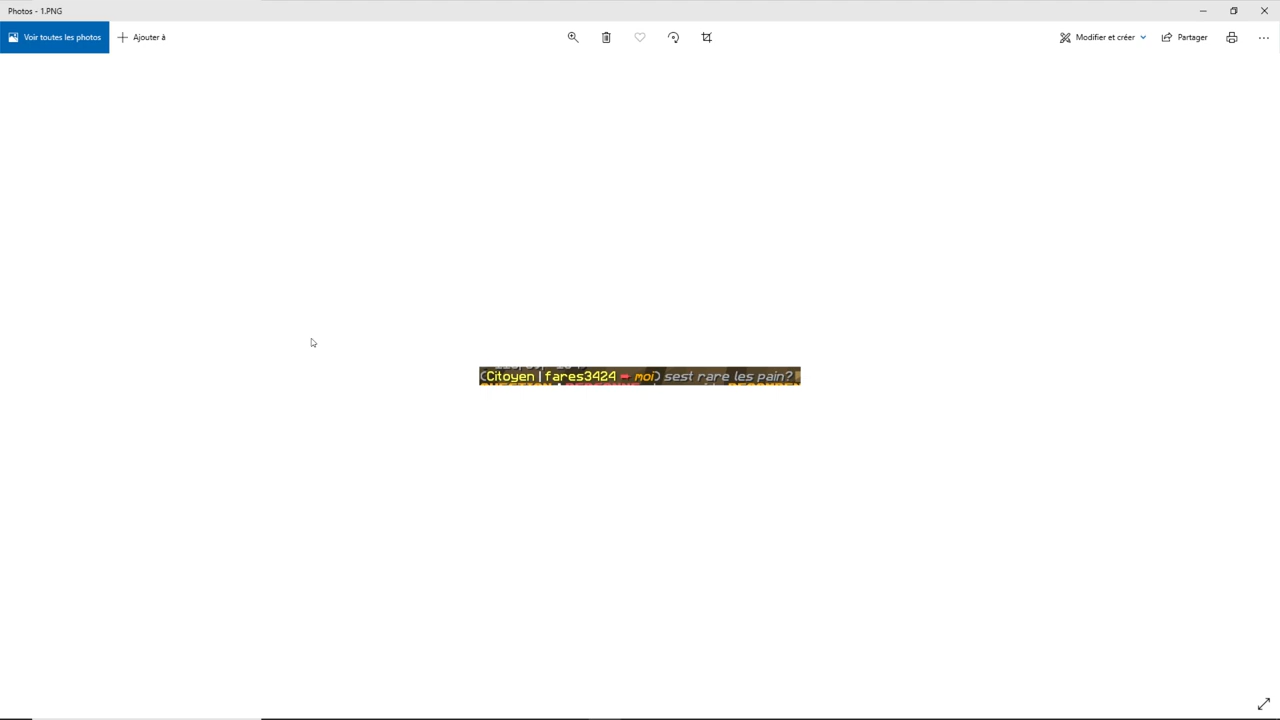 Photos - 1.PNG
Voir toutes les photos
Ajouter à
Modifier et créer
Partager
(Citoyen | fares3424 ➨ moi) sest rare les pain?